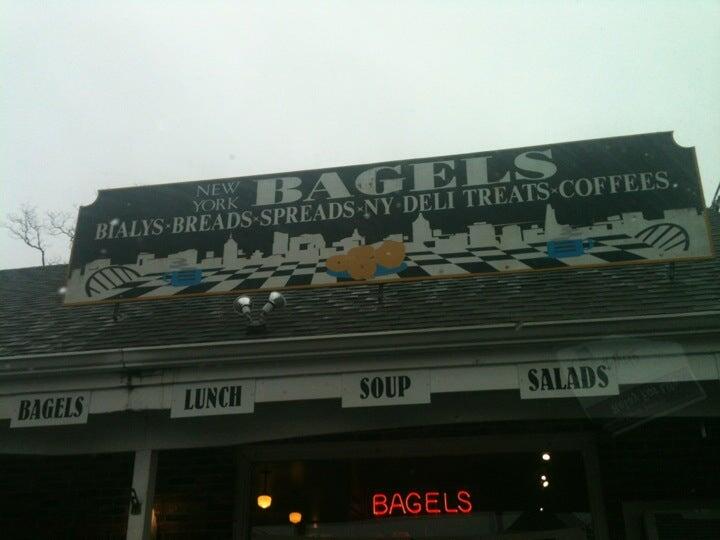 NEW YORK BAGELS
BIALYS·BREADS·SPREADS·NY·DELI TREATS·COFFEES
BAGELS
LUNCH
SOUP
SALADS
BAGELS